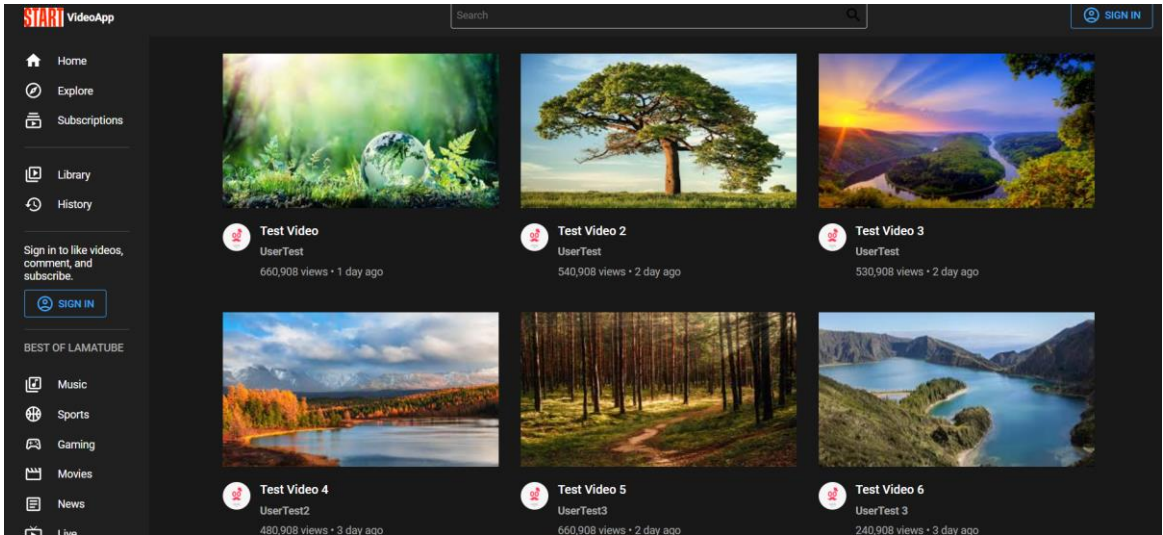 START VideoApp
Search
SIGN IN
Home
Explore
Subscriptions
Library
History
Sign in to like videos,
comment, and
subscribe.
SIGN IN
BEST OF LAMATUBE
Music
Sports
Gaming
Movies
News
Live
Test Video
UserTest
660,908 views • 1 day ago
Test Video 2
UserTest
540,908 views • 2 day ago
Test Video 3
UserTest
530,908 views • 2 day ago
Test Video 4
UserTest2
480,908 views • 3 day ago
Test Video 5
UserTest3
660,908 views • 2 day ago
Test Video 6
UserTest 3
240,908 views • 3 day ago